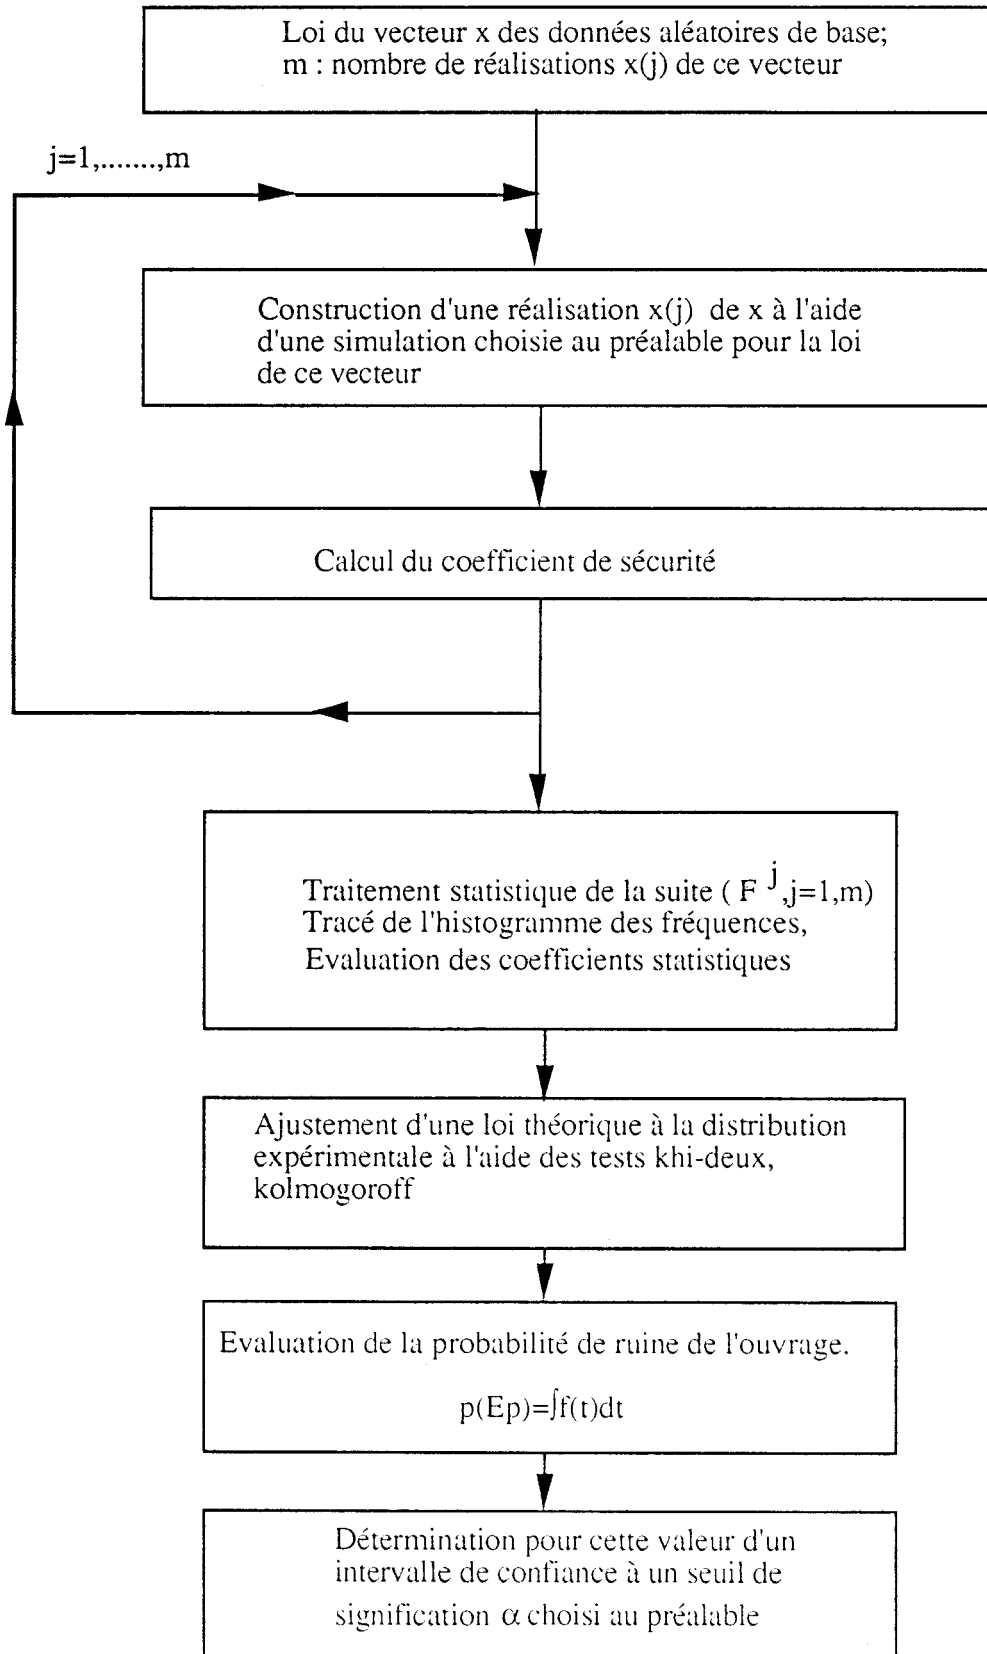 Loi du vecteur x des données aléatoires de base;
m : nombre de réalisations x(j) de ce vecteur
j=1,.......,m
Construction d'une réalisation x(j) de x à l'aide
d'une simulation choisie au préalable pour la loi
de ce vecteur
Calcul du coefficient de sécurité
Traitement statistique de la suite ( F j,j=1,m)
Tracé de l'histogramme des fréquences,
Evaluation des coefficients statistiques
Ajustement d'une loi théorique à la distribution
expérimentale à l'aide des tests khi-deux,
kolmogoroff
Evaluation de la probabilité de ruine de l'ouvrage.
p(Ep)=∫f(t)dt
Détermination pour cette valeur d'un
intervalle de confiance à un seuil de
signification α choisi au préalable